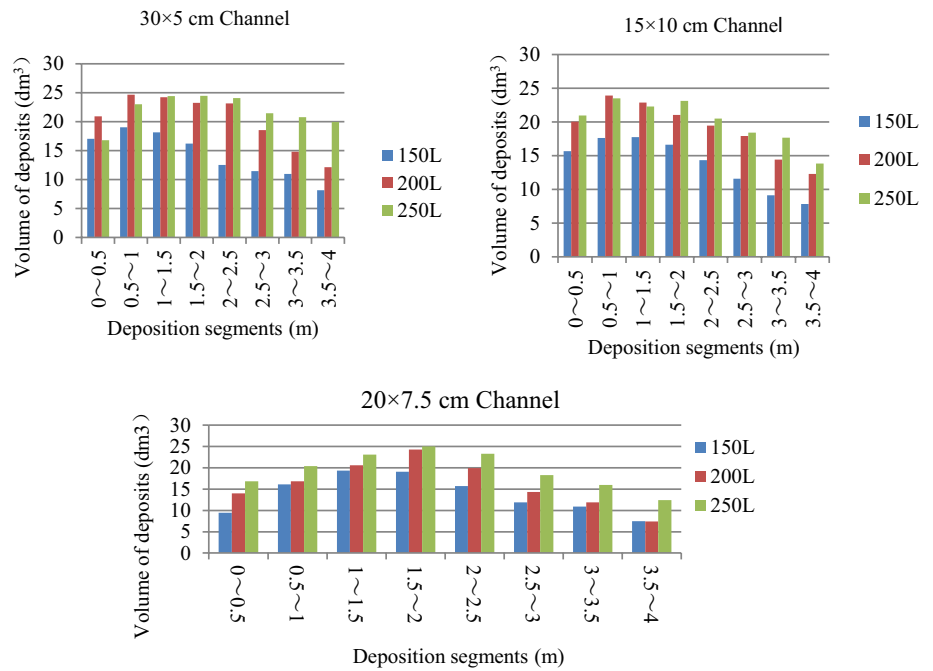 30×5 cm Channel
Volume of deposits (dm³)
30
25
20
15
10
5
0
0～0.5
0.5～1
1～1.5
1.5～2
2～2.5
2.5～3
3～3.5
3.5～4
Deposition segments (m)
150L
200L
250L
15×10 cm Channel
Volume of deposits (dm³)
30
25
20
15
10
5
0
0～0.5
0.5～1
1～1.5
1.5～2
2～2.5
2.5～3
3～3.5
3.5～4
Deposition segments (m)
150L
200L
250L
20×7.5 cm Channel
Volume of deposits (dm3）
30
25
20
15
10
5
0
0～0.5
0.5～1
1～1.5
1.5～2
2～2.5
2.5～3
3～3.5
3.5～4
Deposition segments (m)
150L
200L
250L